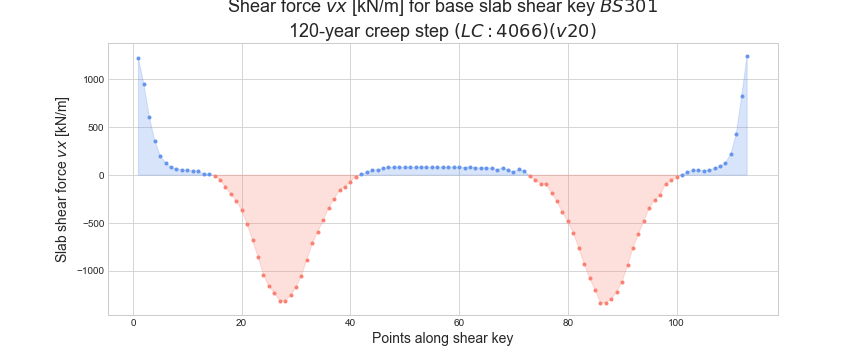 Shear force vx [kN/m] for base slab shear key BS301
120-year creep step (LC : 4066)(v20)
1000
500
0
−500
−1000
Slab shear force vx [kN/m]
0 20 40 60 80 100
Points along shear key